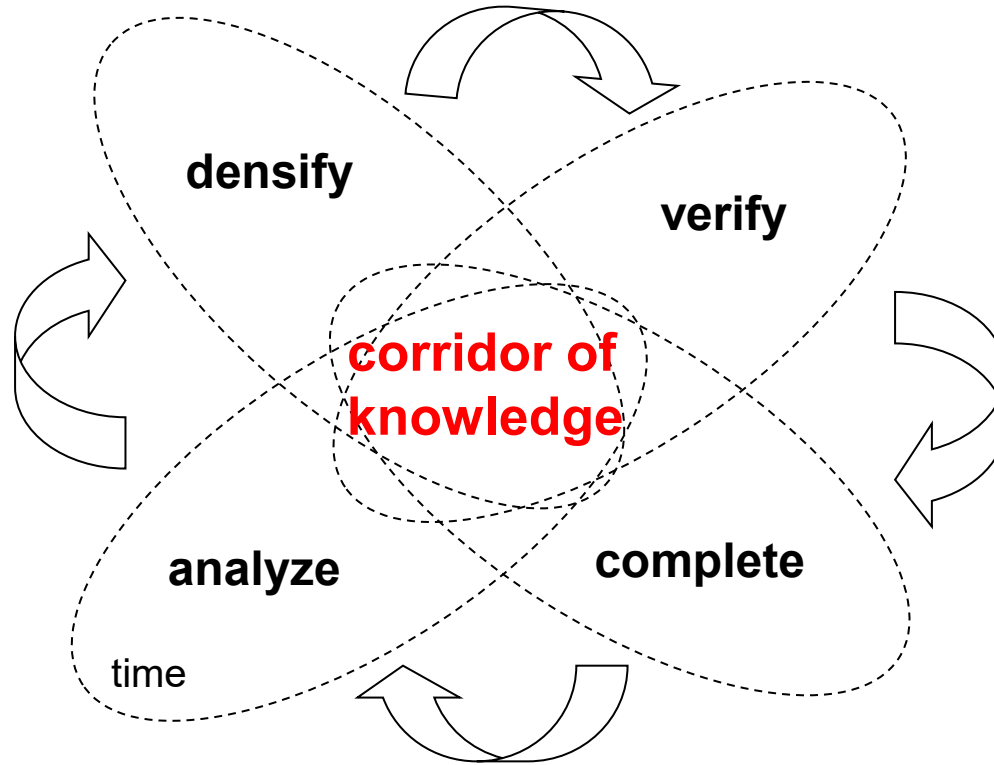 densify
verify
corridor of
knowledge
analyze
complete
time